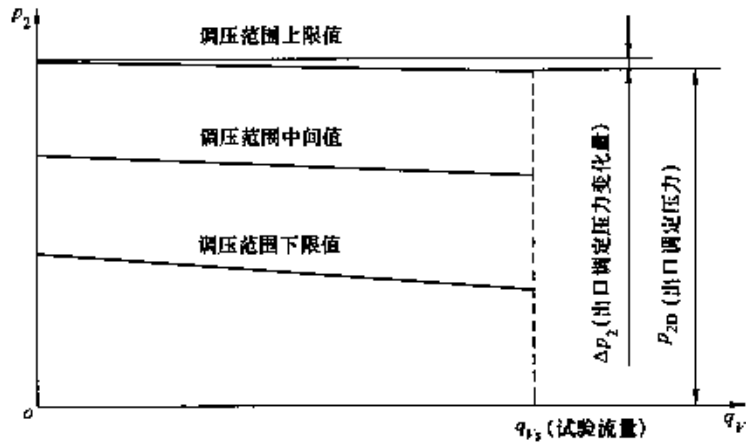 p₂
调压范围上限值
调压范围中间值
调压范围下限值
Δp₂(出口调定压力变化量)
p₂D(出口调定压力)
o
qᵥₛ(试验流量)
qᵥ